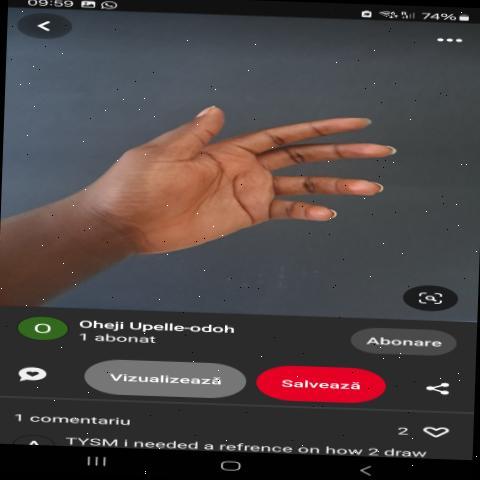 09:59
74%
O
Oheji Upelle-odoh
1 abonat
Abonare
Vizualizează
Salvează
1 comentariu
2
A
TYSM i needed a refrence on how 2 draw